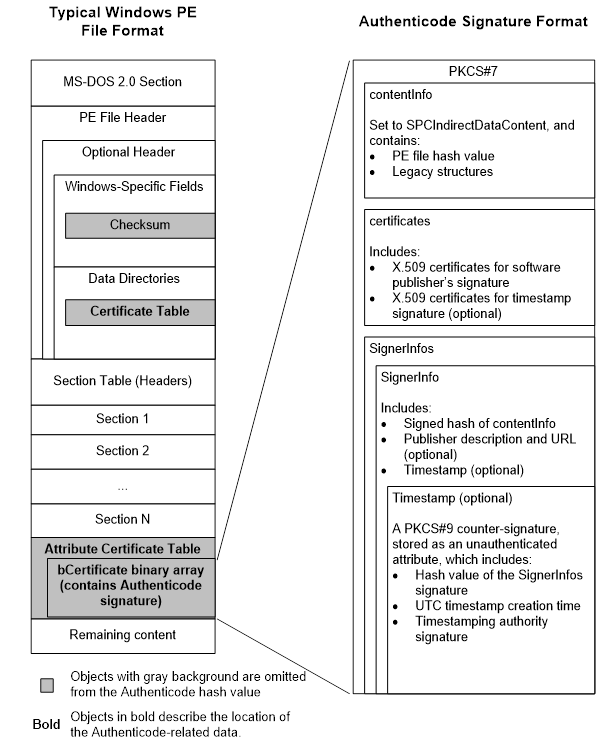 Typical Windows PE
File Format
MS-DOS 2.0 Section
PE File Header
Optional Header
Windows-Specific Fields
Checksum
Data Directories
Certificate Table
Section Table (Headers)
Section 1
Section 2
...
Section N
Attribute Certificate Table
bCertificate binary array
(contains Authenticode
signature)
Remaining content
Objects with gray background are omitted
from the Authenticode hash value
Bold Objects in bold describe the location of
the Authenticode-related data.
Authenticode Signature Format
PKCS#7
contentInfo
Set to SPCIndirectDataContent, and
contains:
• PE file hash value
• Legacy structures
certificates
Includes:
• X.509 certificates for software
publisher's signature
• X.509 certificates for timestamp
signature (optional)
SignerInfos
SignerInfo
Includes:
• Signed hash of contentInfo
• Publisher description and URL
(optional)
• Timestamp (optional)
Timestamp (optional)
A PKCS#9 counter-signature,
stored as an unauthenticated
attribute, which includes:
• Hash value of the SignerInfos
signature
• UTC timestamp creation time
• Timestamping authority
signature